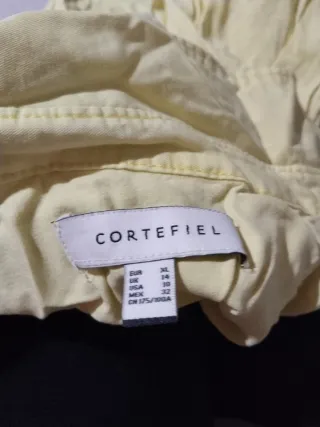 CORTEFIEL
EUR XL
UK 14
USA 10
MEX 32
CN 175/100A